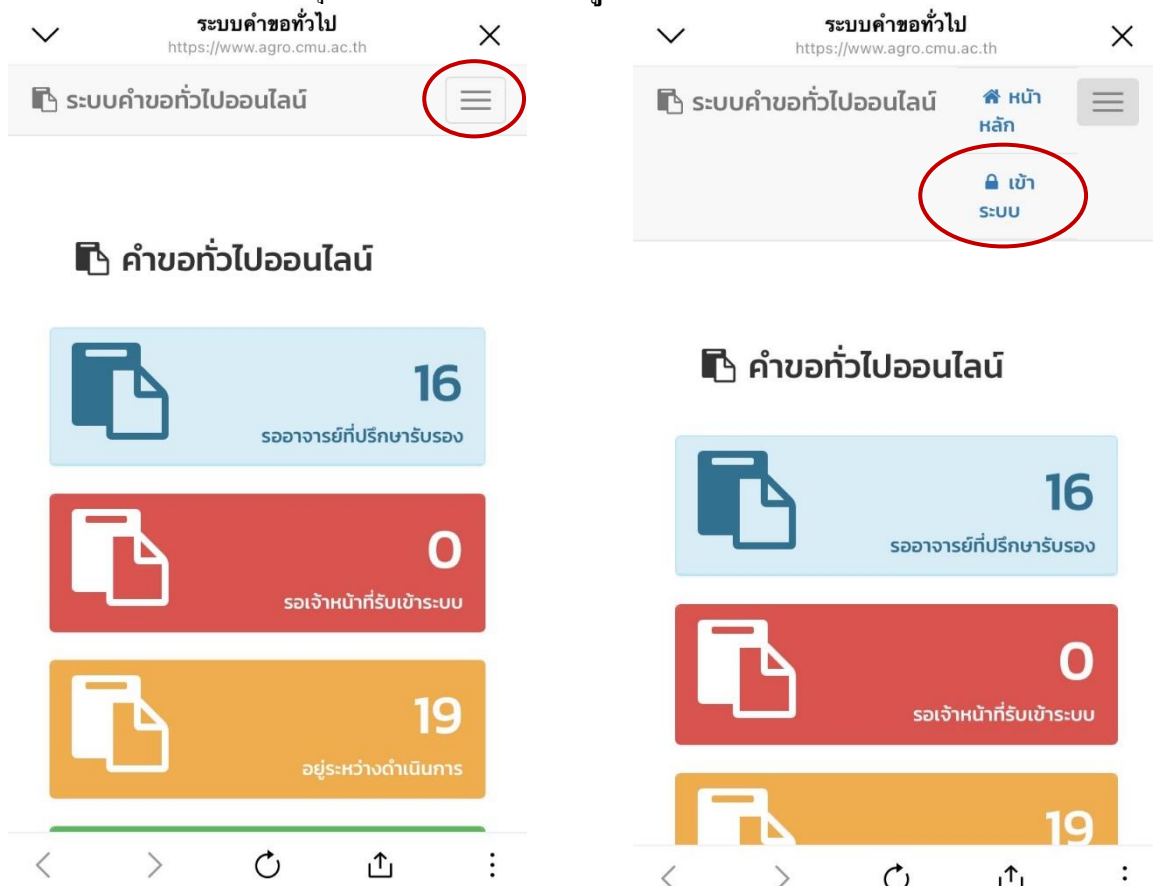 ระบบคำขอทั่วไป
https://www.agro.cmu.ac.th
ระบบคำขอทั่วไปออนไลน์
คำขอทั่วไปออนไลน์
16
รออาจารย์ที่ปรึกษารับรอง
0
รอเจ้าหน้าที่รับเข้าระบบ
19
อยู่ระหว่างดำเนินการ
ระบบคำขอทั่วไป
https://www.agro.cmu.ac.th
ระบบคำขอทั่วไปออนไลน์
หน้า
หลัก
เข้า
ระบบ
คำขอทั่วไปออนไลน์
16
รออาจารย์ที่ปรึกษารับรอง
0
รอเจ้าหน้าที่รับเข้าระบบ
19